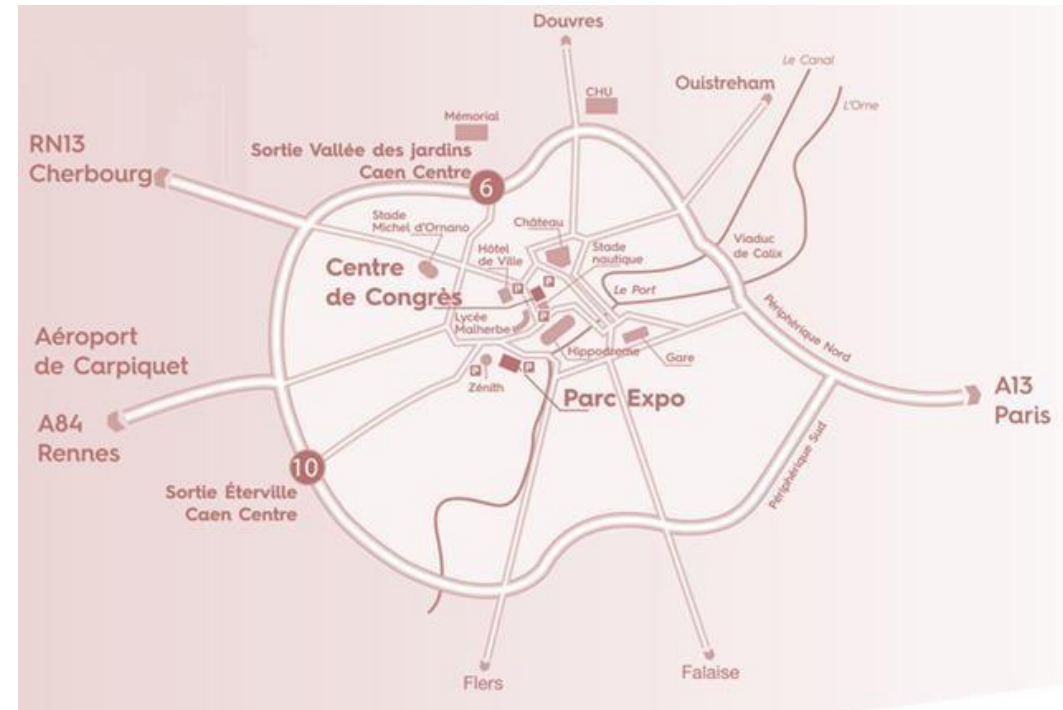 Douvres
Le Canal
Ouistreham
CHU
L'Orne
Mémorial
RN13
Cherbourg
Sortie Vallée des jardins
Caen Centre
6
Stade
Michel d'Ornano
Château
Hôtel
de Ville
Stade
nautique
Viaduc
de Calix
Centre
de Congrès
P
P
Le Port
P
Lycée
Malherbe
Périphérique Nord
Aéroport
de Carpiquet
Hippodrome
Gare
P
Zénith
P
Parc Expo
A13
Paris
A84
Rennes
Périphérique Sud
10
Sortie Éterville
Caen Centre
Flers
Falaise